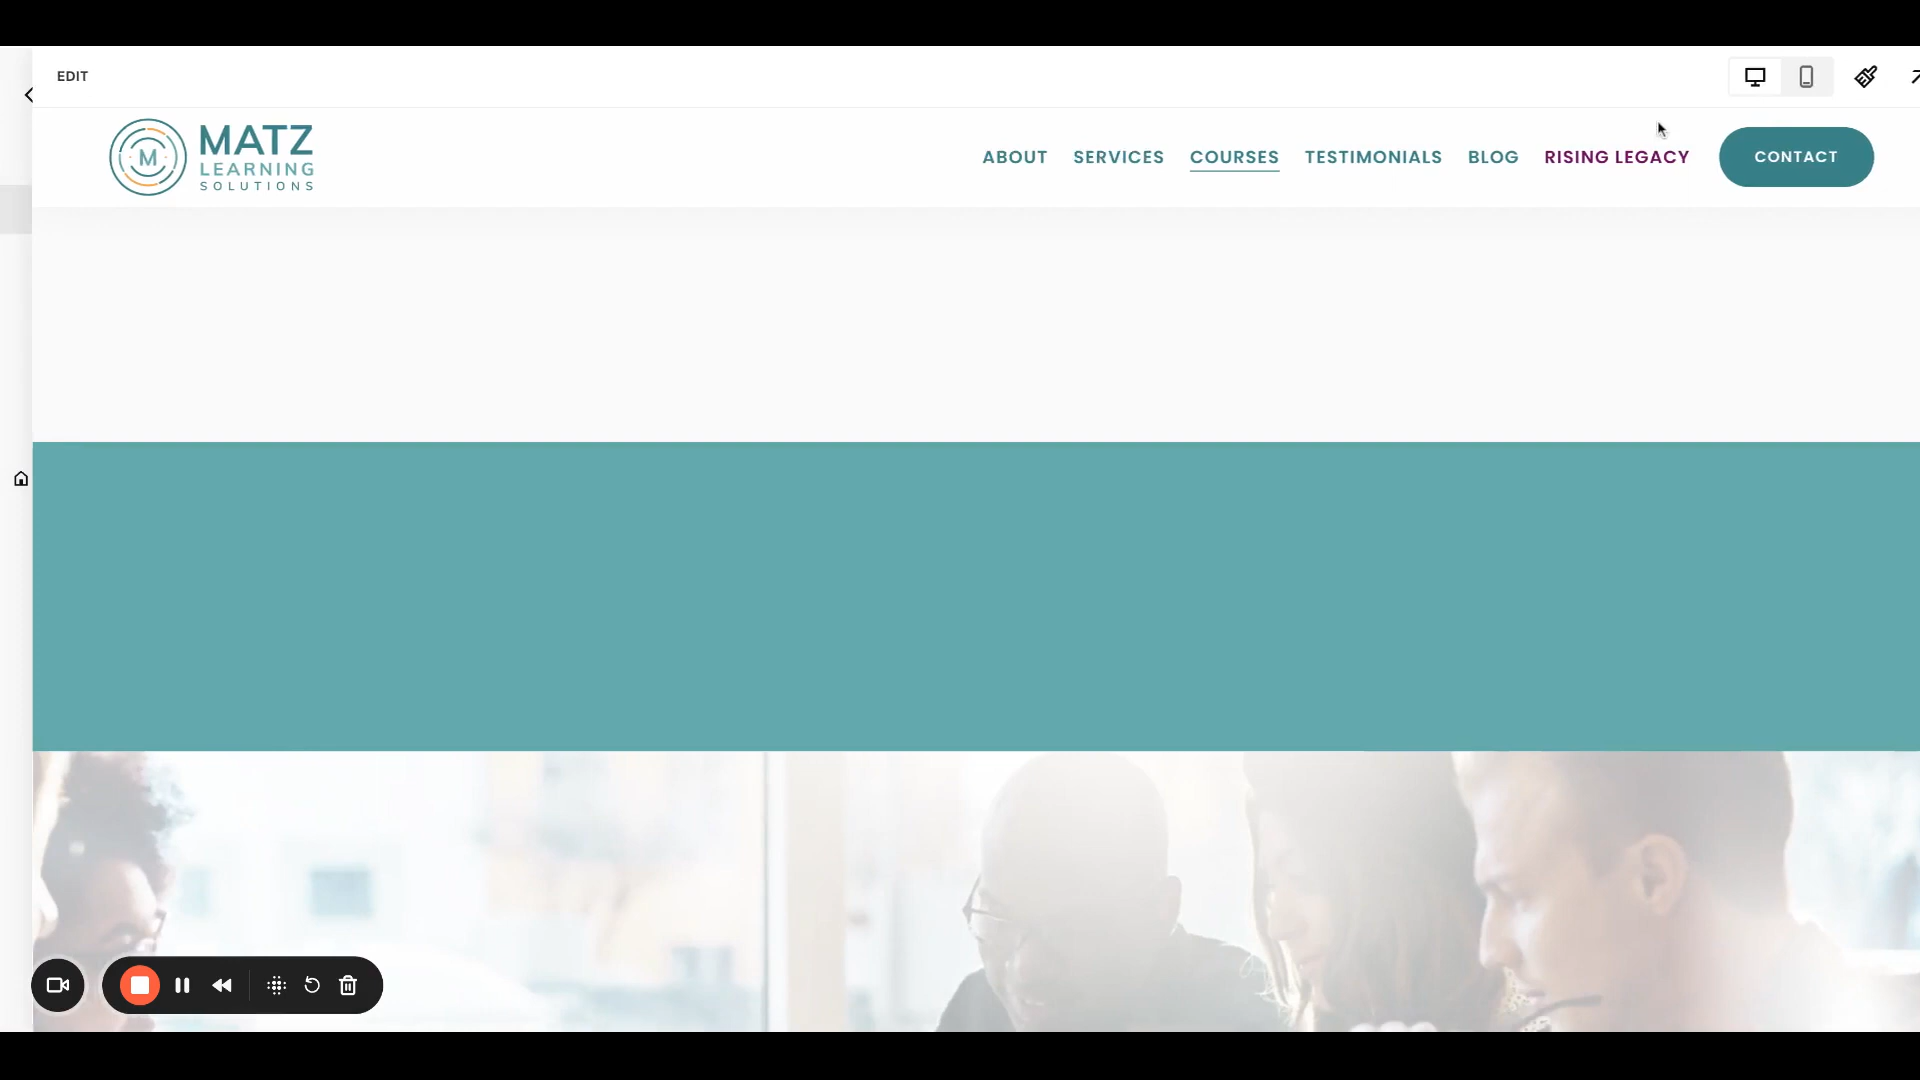 EDIT
M
MATZ
LEARNING
SOLUTIONS
ABOUT SERVICES COURSES TESTIMONIALS BLOG RISING LEGACY CONTACT